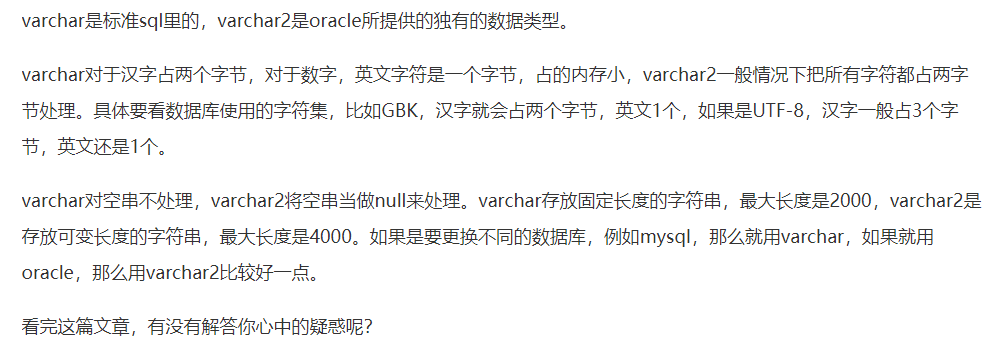 varchar是标准sql里的，varchar2是oracle所提供的独有的数据类型。
varchar对于汉字占两个字节，对于数字，英文字符是一个字节，占的内存小，varchar2一般情况下把所有字符都占两字
节处理。具体要看数据库使用的字符集，比如GBK，汉字就会占两个字节，英文1个，如果是UTF-8，汉字一般占3个字
节，英文还是1个。
varchar对空串不处理，varchar2将空串当做null来处理。varchar存放固定长度的字符串，最大长度是2000，varchar2是
存放可变长度的字符串，最大长度是4000。如果是要更换不同的数据库，例如mysql，那么就用varchar，如果就用
oracle，那么用varchar2比较好一点。
看完这篇文章，有没有解答你心中的疑惑呢？